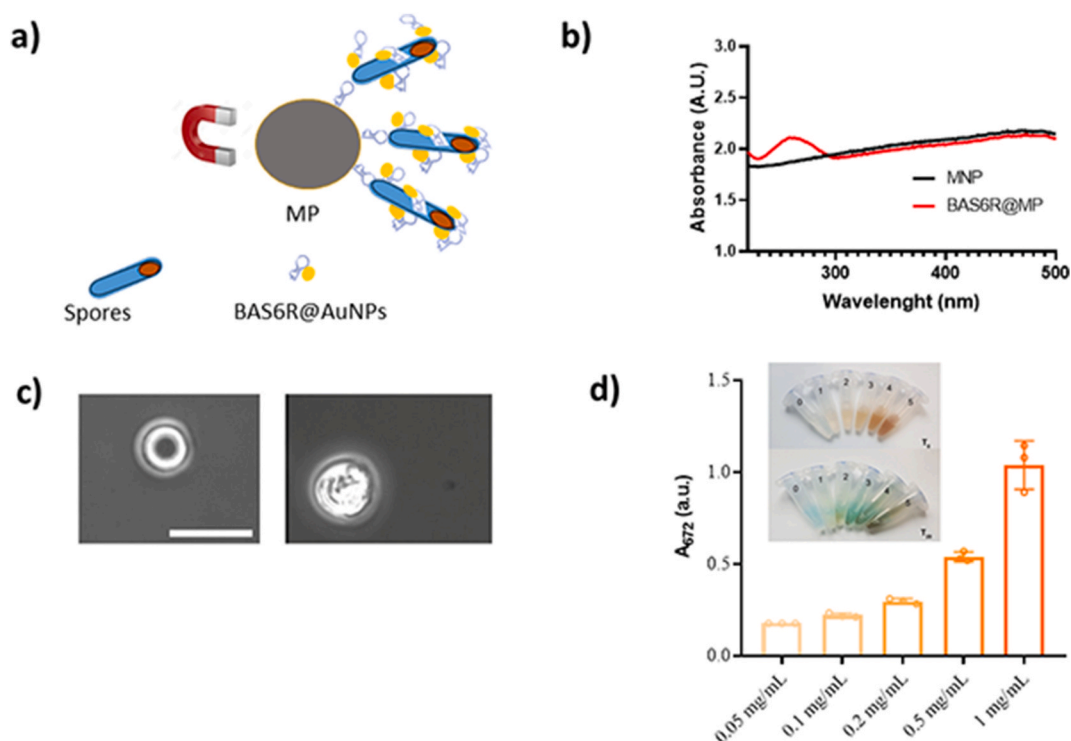 a)
MP
Spores
BAS6R@AuNPs
b)
Absorbance (A.U.)
3.0
2.5
2.0
1.5
1.0
MNP
BAS6R@MP
300
400
500
Wavelenght (nm)
c)
d)
A672 (a.u.)
1.5
1.0
0.5
0.0
0
1
2
3
4
5
0
1
2
3
4
5
0.05 mg/mL
0.1 mg/mL
0.2 mg/mL
0.5 mg/mL
1 mg/mL